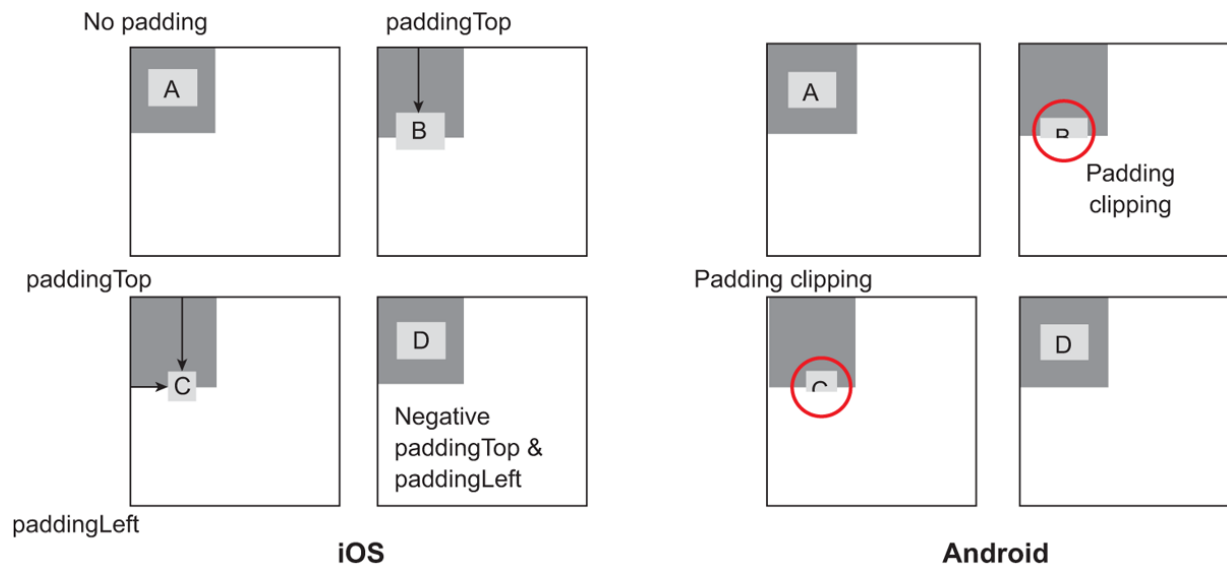 No padding
paddingTop
A
B
A
B
Padding
clipping
paddingTop
Padding clipping
C
D
C
D
Negative
paddingTop &
paddingLeft
paddingLeft
iOS
Android